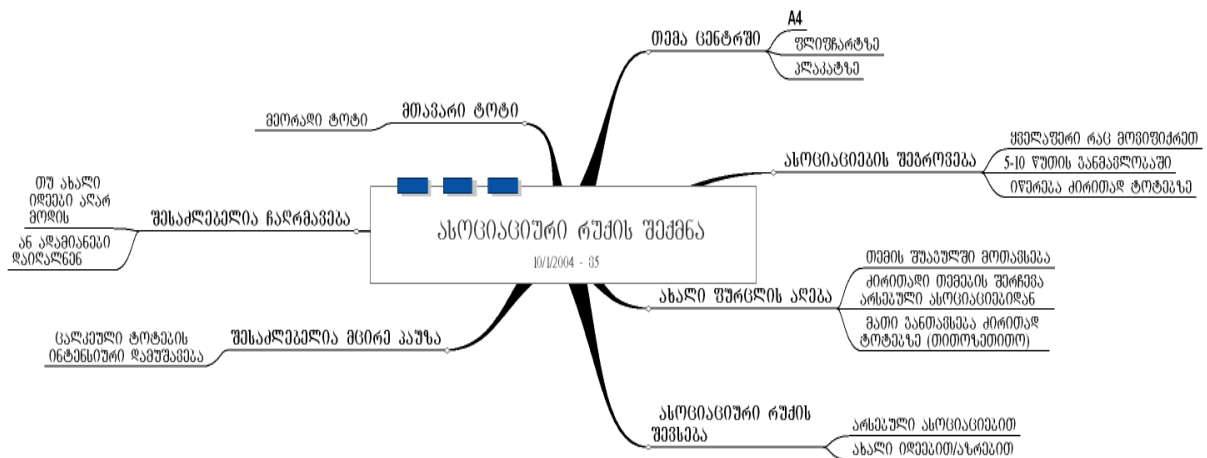 თემა ცენტრში
A4
ფლიფჩარტზე
პლაკატზე
ასოციაციების შეგროვება
ყველაფერი რაც მოვიფიქრეთ
5-10 წუთის განმავლობაში
იწერება ძირითად ტოტებზე
ასოციაციური რუქის შექმნა
10/1/2004 - v5
ახალი ფურცლის აღება
თემის შუაგულში მოთავსება
ძირითადი თემების შერჩევა
არსებული ასოციაციებიდან
მათი განთავსება ძირითად
ტოტებზე (თითოზეთითო)
ასოციაციური რუქის
შევსება
არსებული ასოციაციებით
ახალი იდეებით/აზრებით
შესაძლებელია მცირე პაუზა
ცალკეული ტოტების
ინტენსიური დამუშავება
შესაძლებელია ჩაღრმავება
თუ ახალი
იდეები აღარ
მოდის
ან ადამიანები
დაიღალნენ
მთავარი ტოტი
მეორადი ტოტი